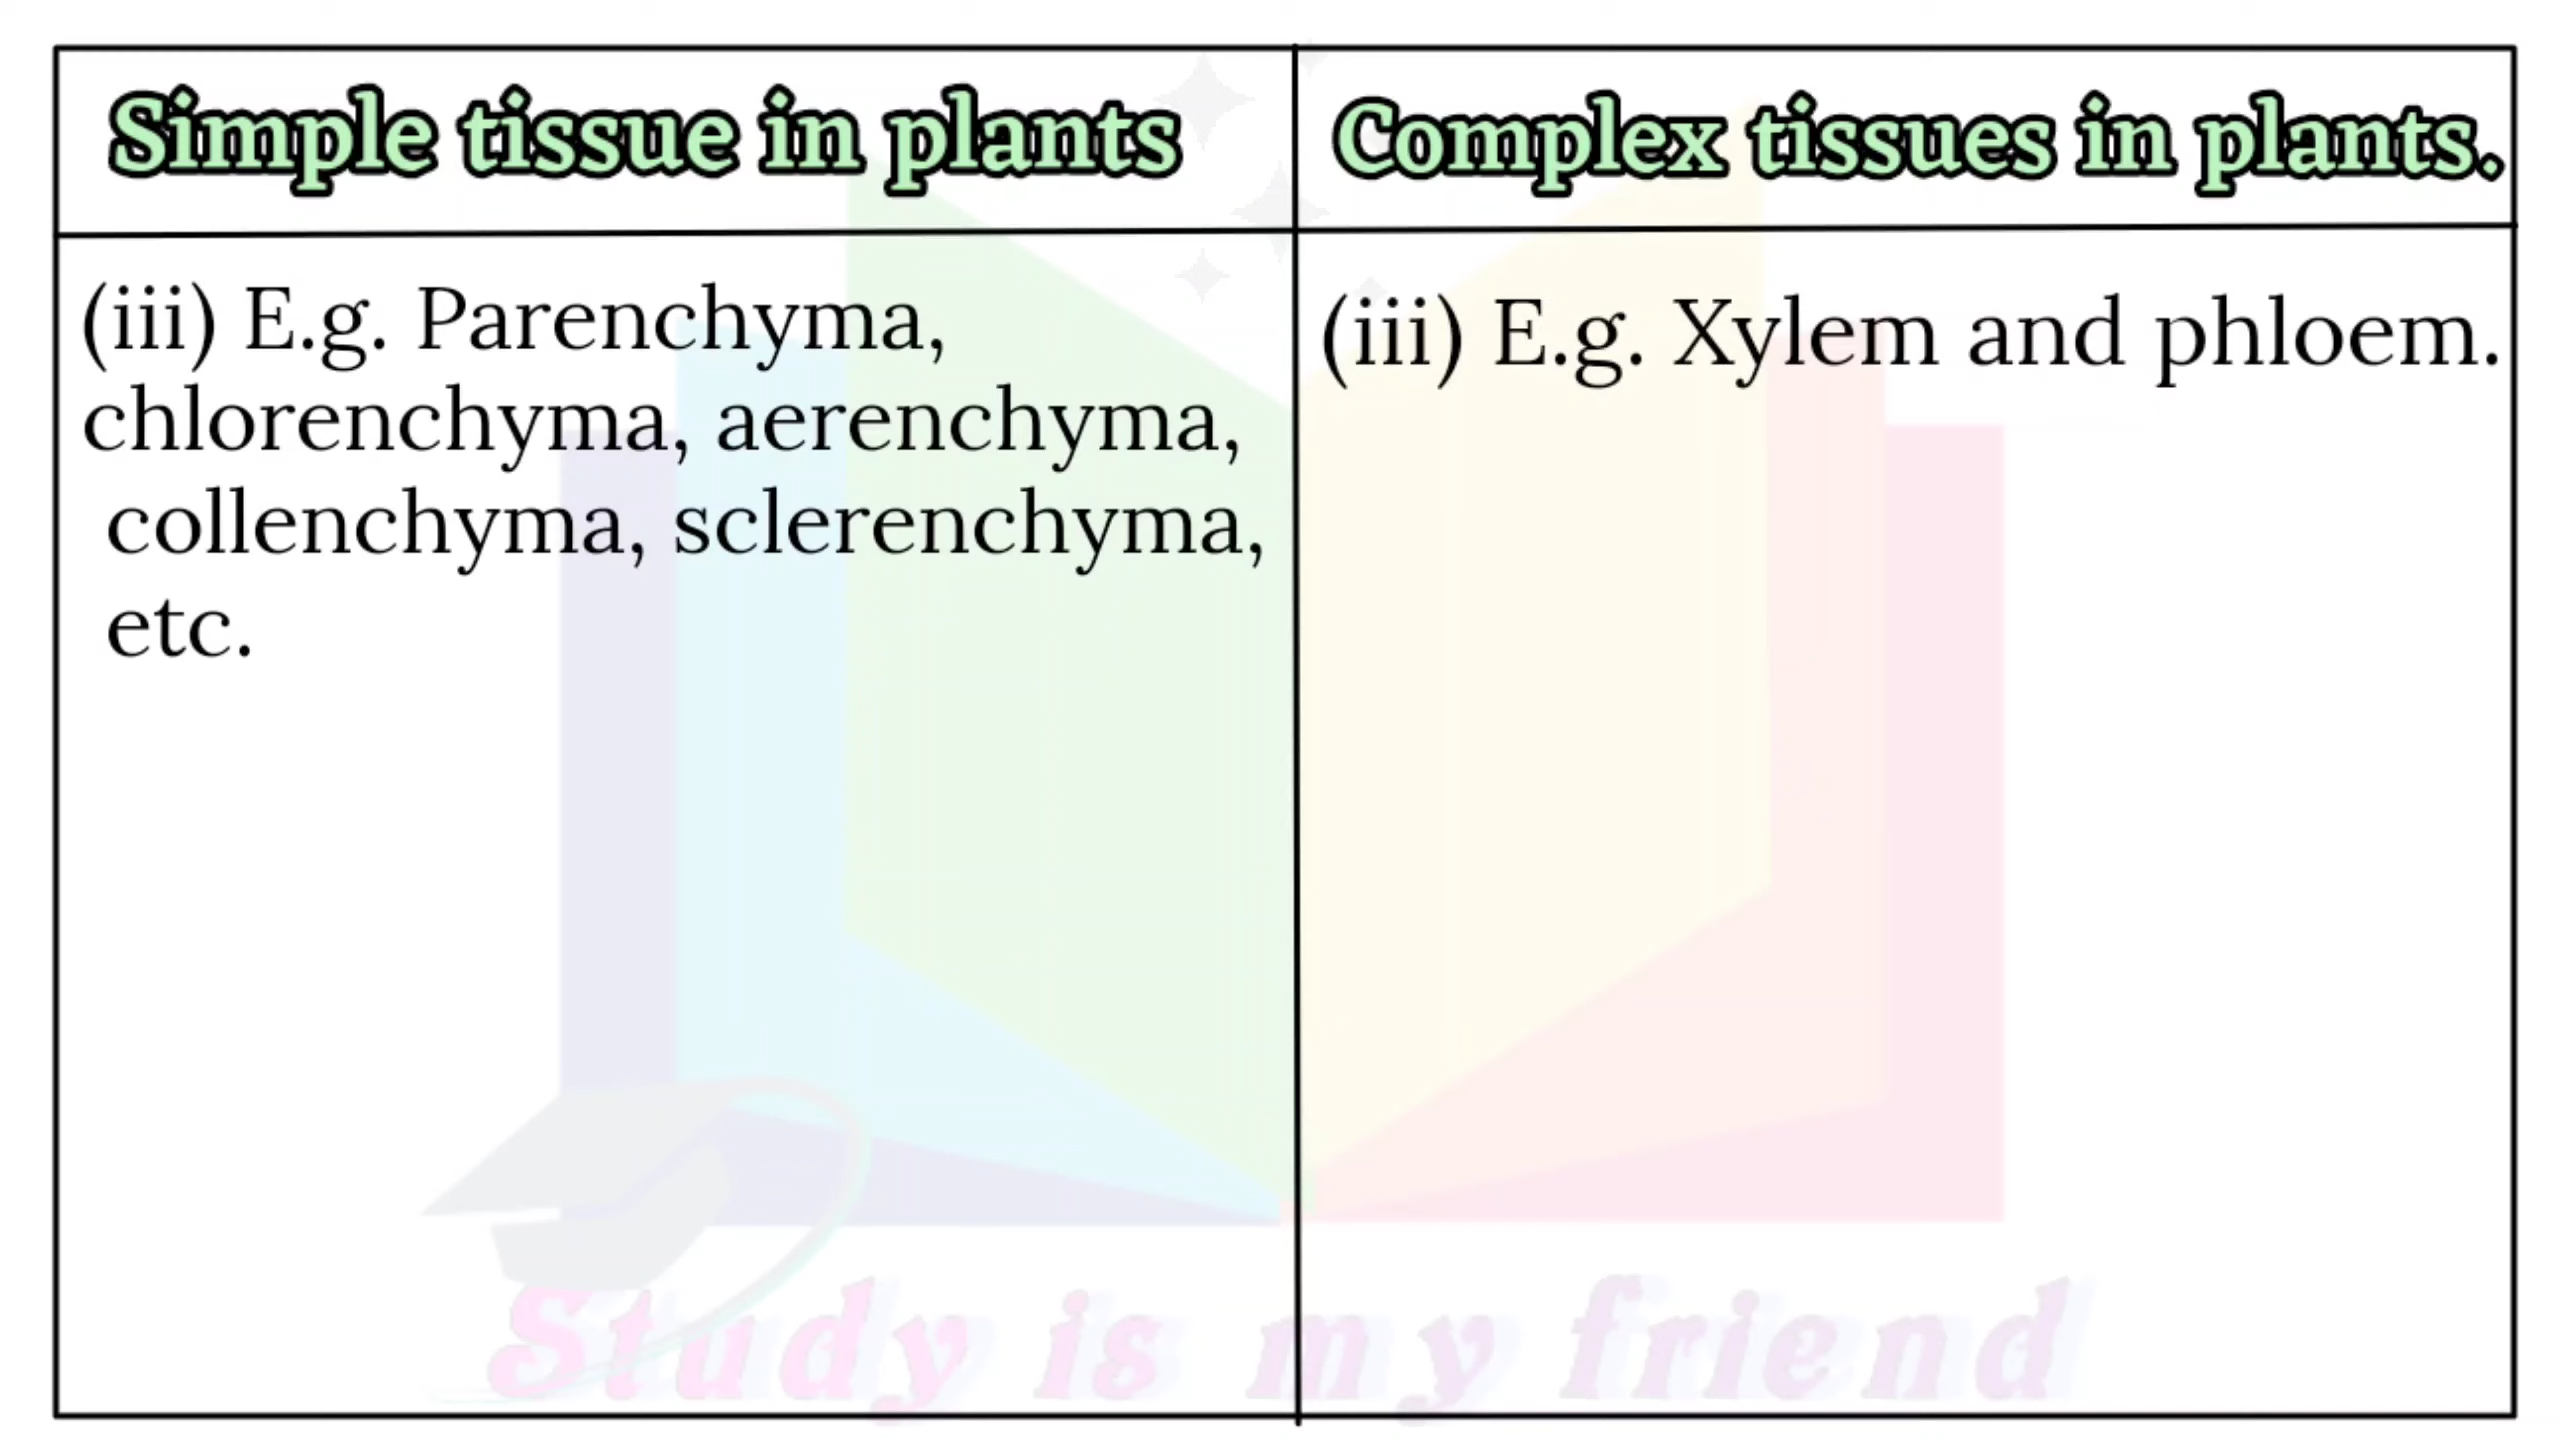 Simple tissue in plants
Complex tissues in plants.
(iii) E.g. Parenchyma,
chlorenchyma, aerenchyma,
collenchyma, sclerenchyma,
etc.
(iii) E.g. Xylem and phloem.
Study is my friend